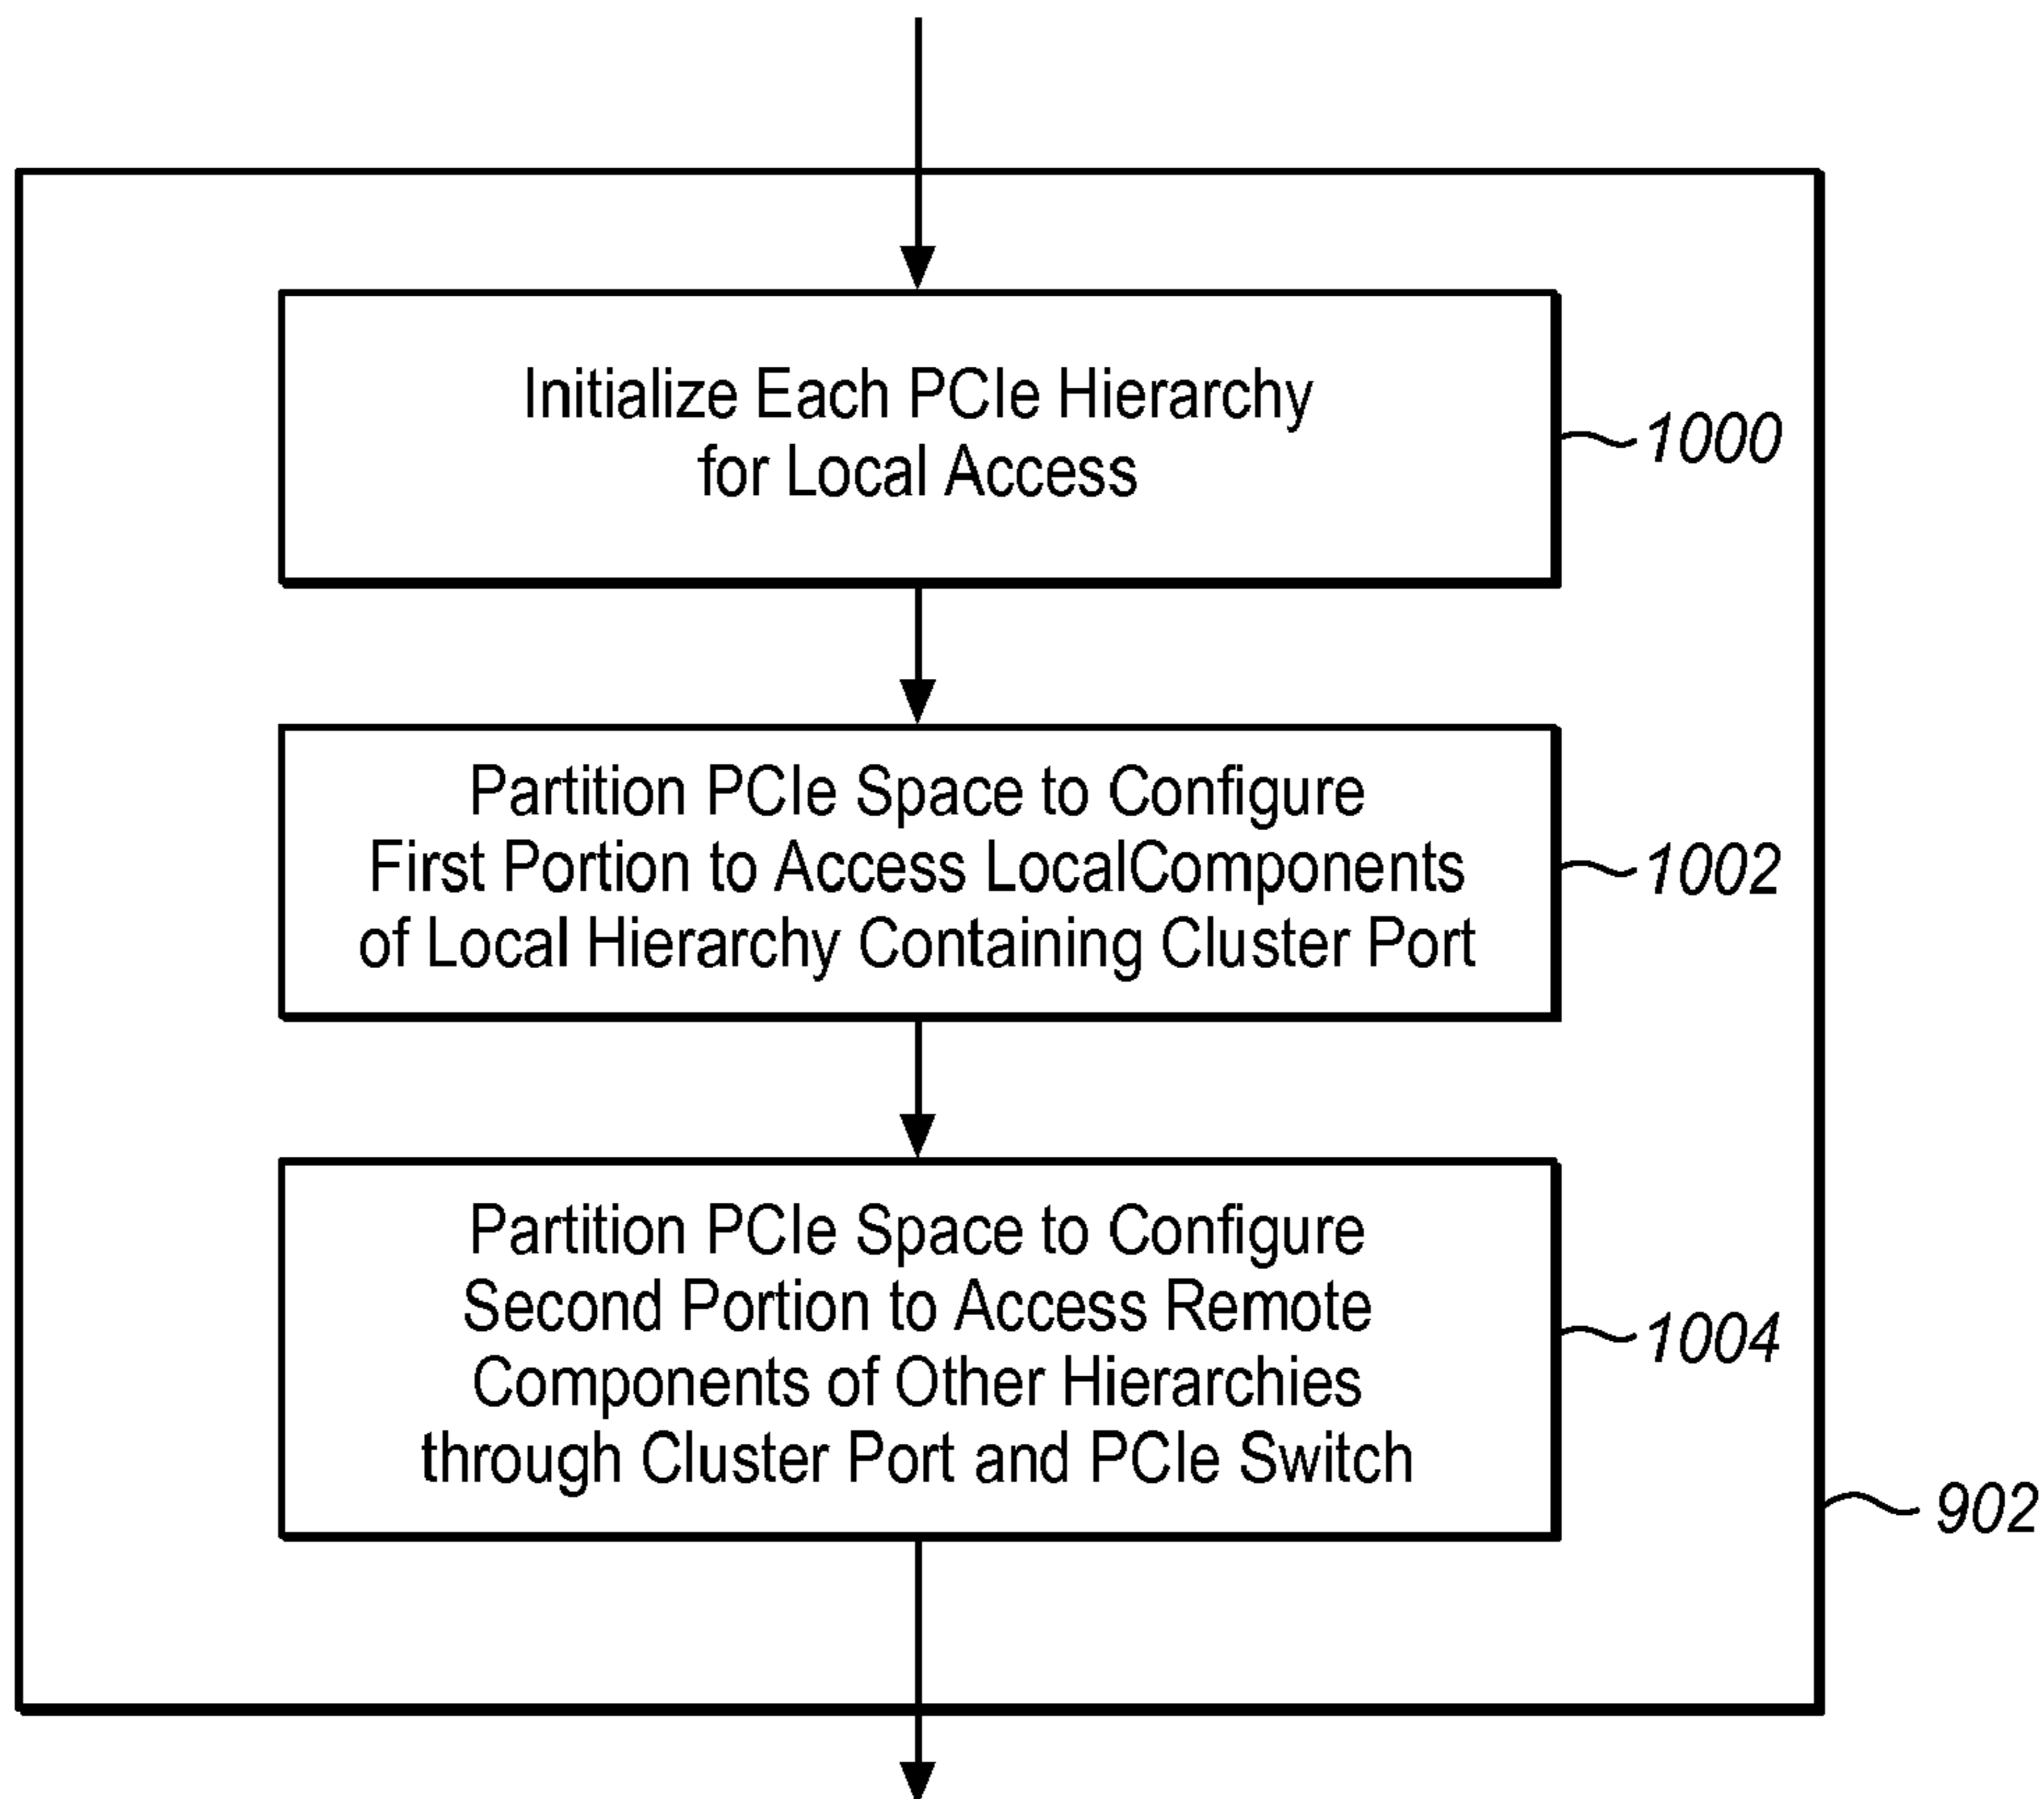 Initialize Each PCIe Hierarchy
for Local Access
1000
Partition PCIe Space to Configure
First Portion to Access LocalComponents
of Local Hierarchy Containing Cluster Port
1002
Partition PCIe Space to Configure
Second Portion to Access Remote
Components of Other Hierarchies
through Cluster Port and PCIe Switch
1004
902